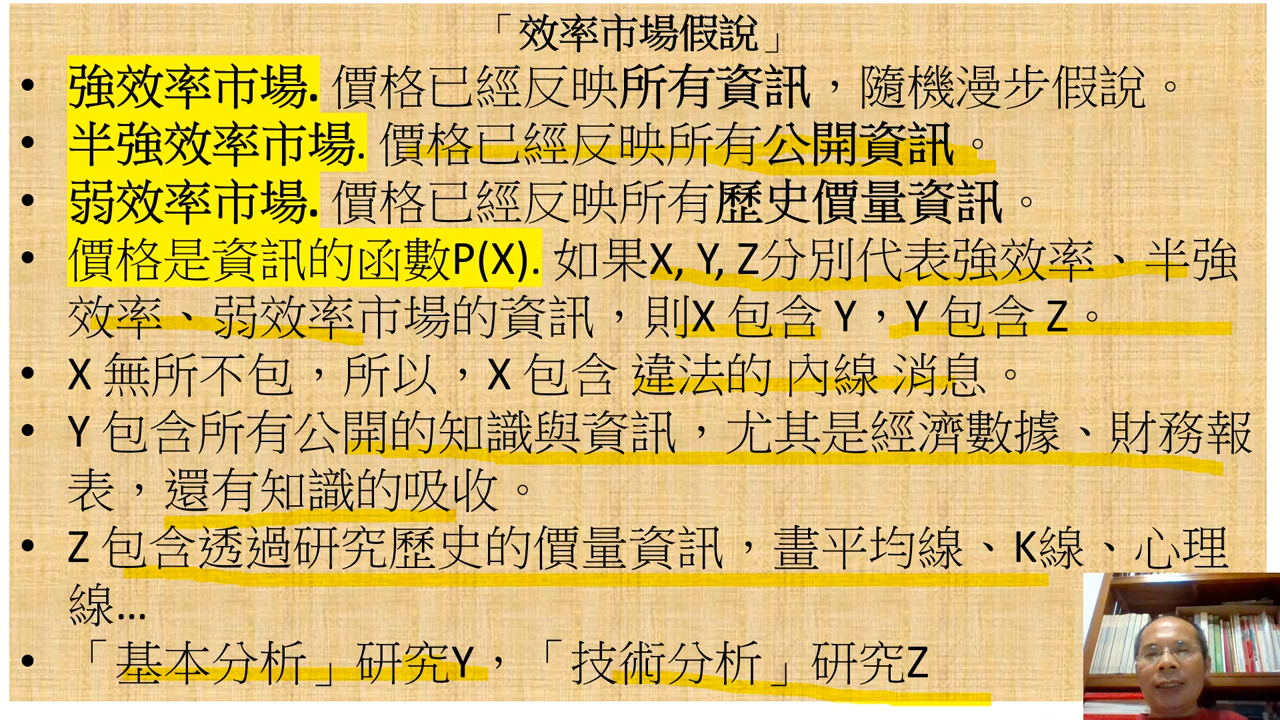 「效率市場假說」
• 強效率市場. 價格已經反映所有資訊，隨機漫步假說。
• 半強效率市場. 價格已經反映所有公開資訊。
• 弱效率市場. 價格已經反映所有歷史價量資訊。
• 價格是資訊的函數P(X). 如果X, Y, Z分別代表強效率、半強
效率、弱效率市場的資訊，則X 包含 Y，Y 包含 Z。
• X 無所不包，所以，X 包含 違法的 內線 消息。
• Y 包含所有公開的知識與資訊，尤其是經濟數據、財務報
表，還有知識的吸收。
• Z 包含透過研究歷史的價量資訊，畫平均線、K線、心理
線...
• 「基本分析」研究Y，「技術分析」研究Z